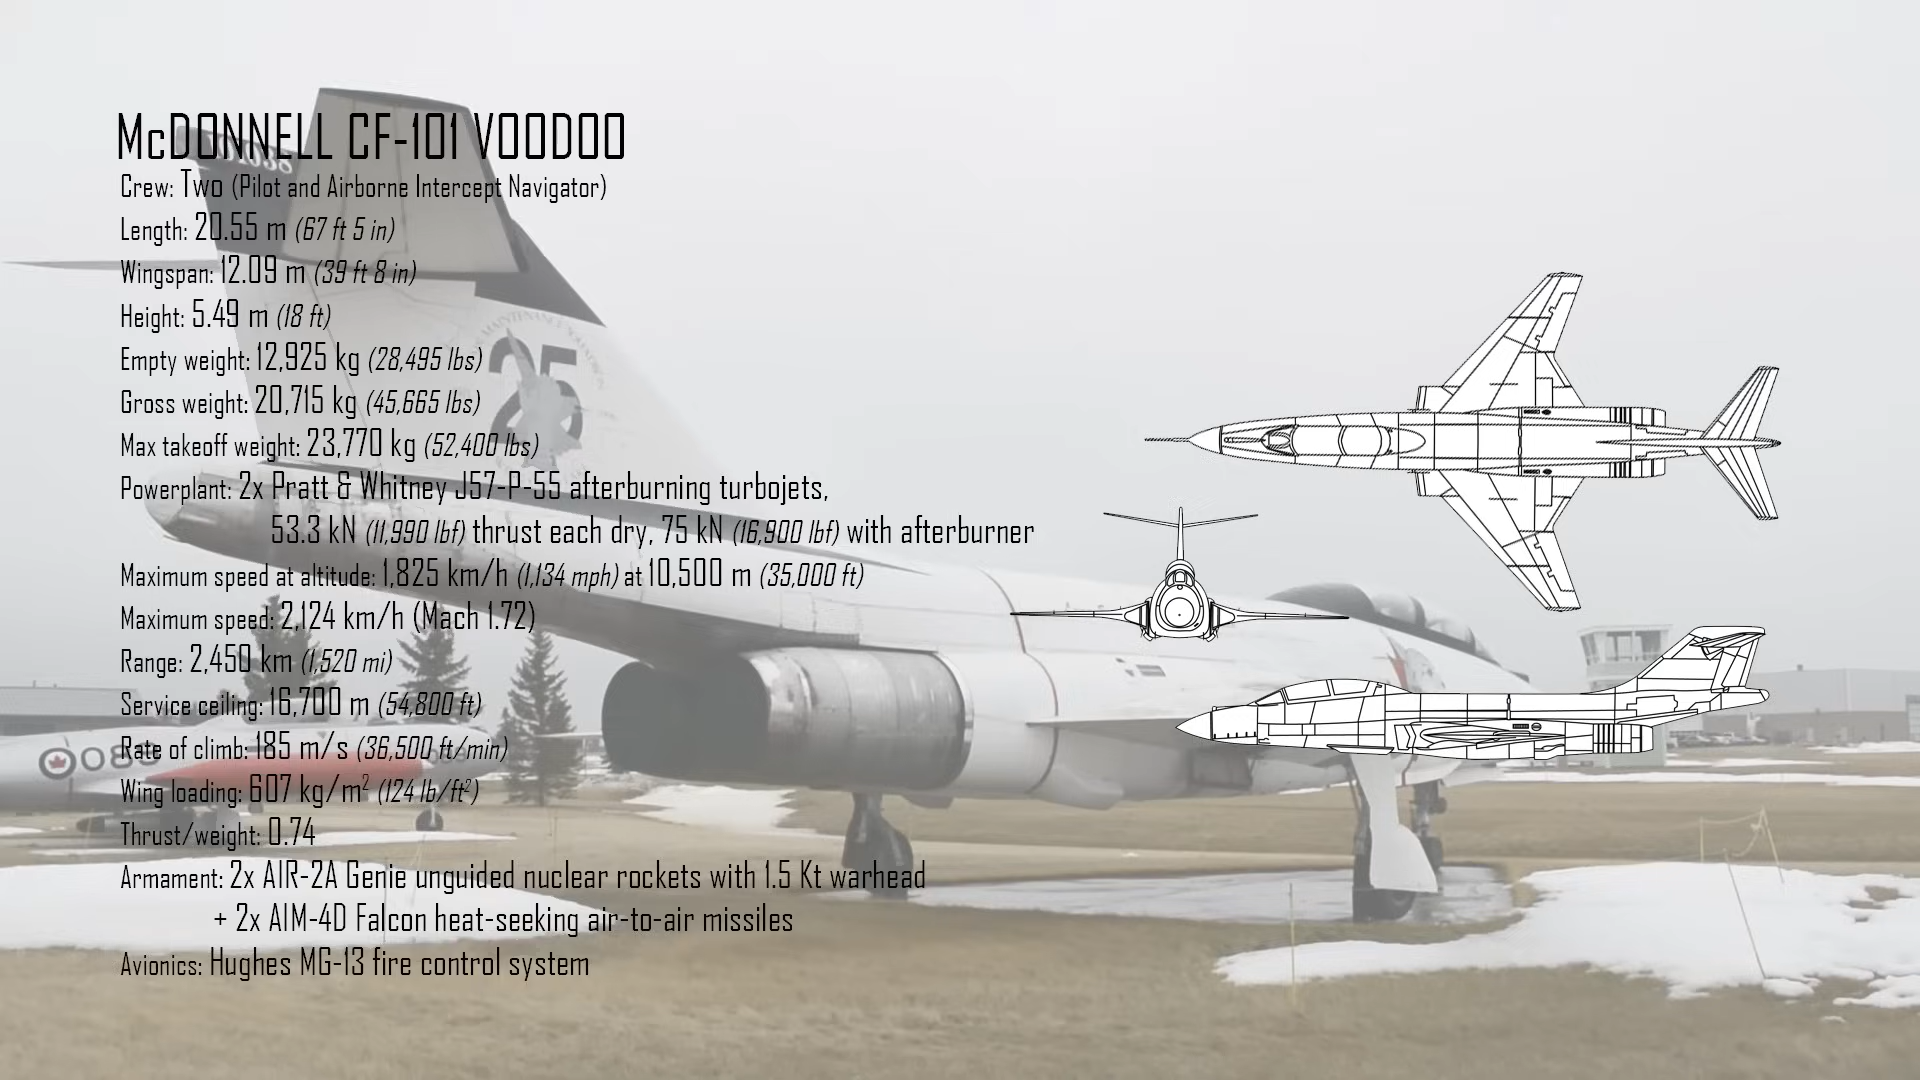 McDONNELL CF-101 VOODOO
Crew: Two (Pilot and Airborne Intercept Navigator)
Length: 20.55 m (67 ft 5 in)
Wingspan: 12.09 m (39 ft 8 in)
Height: 5.49 m (18 ft)
Empty weight: 12,925 kg (28,495 lbs)
Gross weight: 20,715 kg (45,665 lbs)
Max takeoff weight: 23,770 kg (52,400 lbs)
Powerplant: 2x Pratt & Whitney J57-P-55 afterburning turbojets,
53.3 kN (11,990 lbf) thrust each dry, 75 kN (16,900 lbf) with afterburner
Maximum speed at altitude: 1,825 km/h (1,134 mph) at 10,500 m (35,000 ft)
Maximum speed: 2,124 km/h (Mach 1.72)
Range: 2,450 km (1,520 mi)
Service ceiling: 16,700 m (54,800 ft)
Rate of climb: 185 m/s (36,500 ft/min)
Wing loading: 607 kg/m² (124 lb/ft²)
Thrust/weight: 0.74
Armament: 2x AIR-2A Genie unguided nuclear rockets with 1.5 Kt warhead
+ 2x AIM-4D Falcon heat-seeking air-to-air missiles
Avionics: Hughes MG-13 fire control system
25